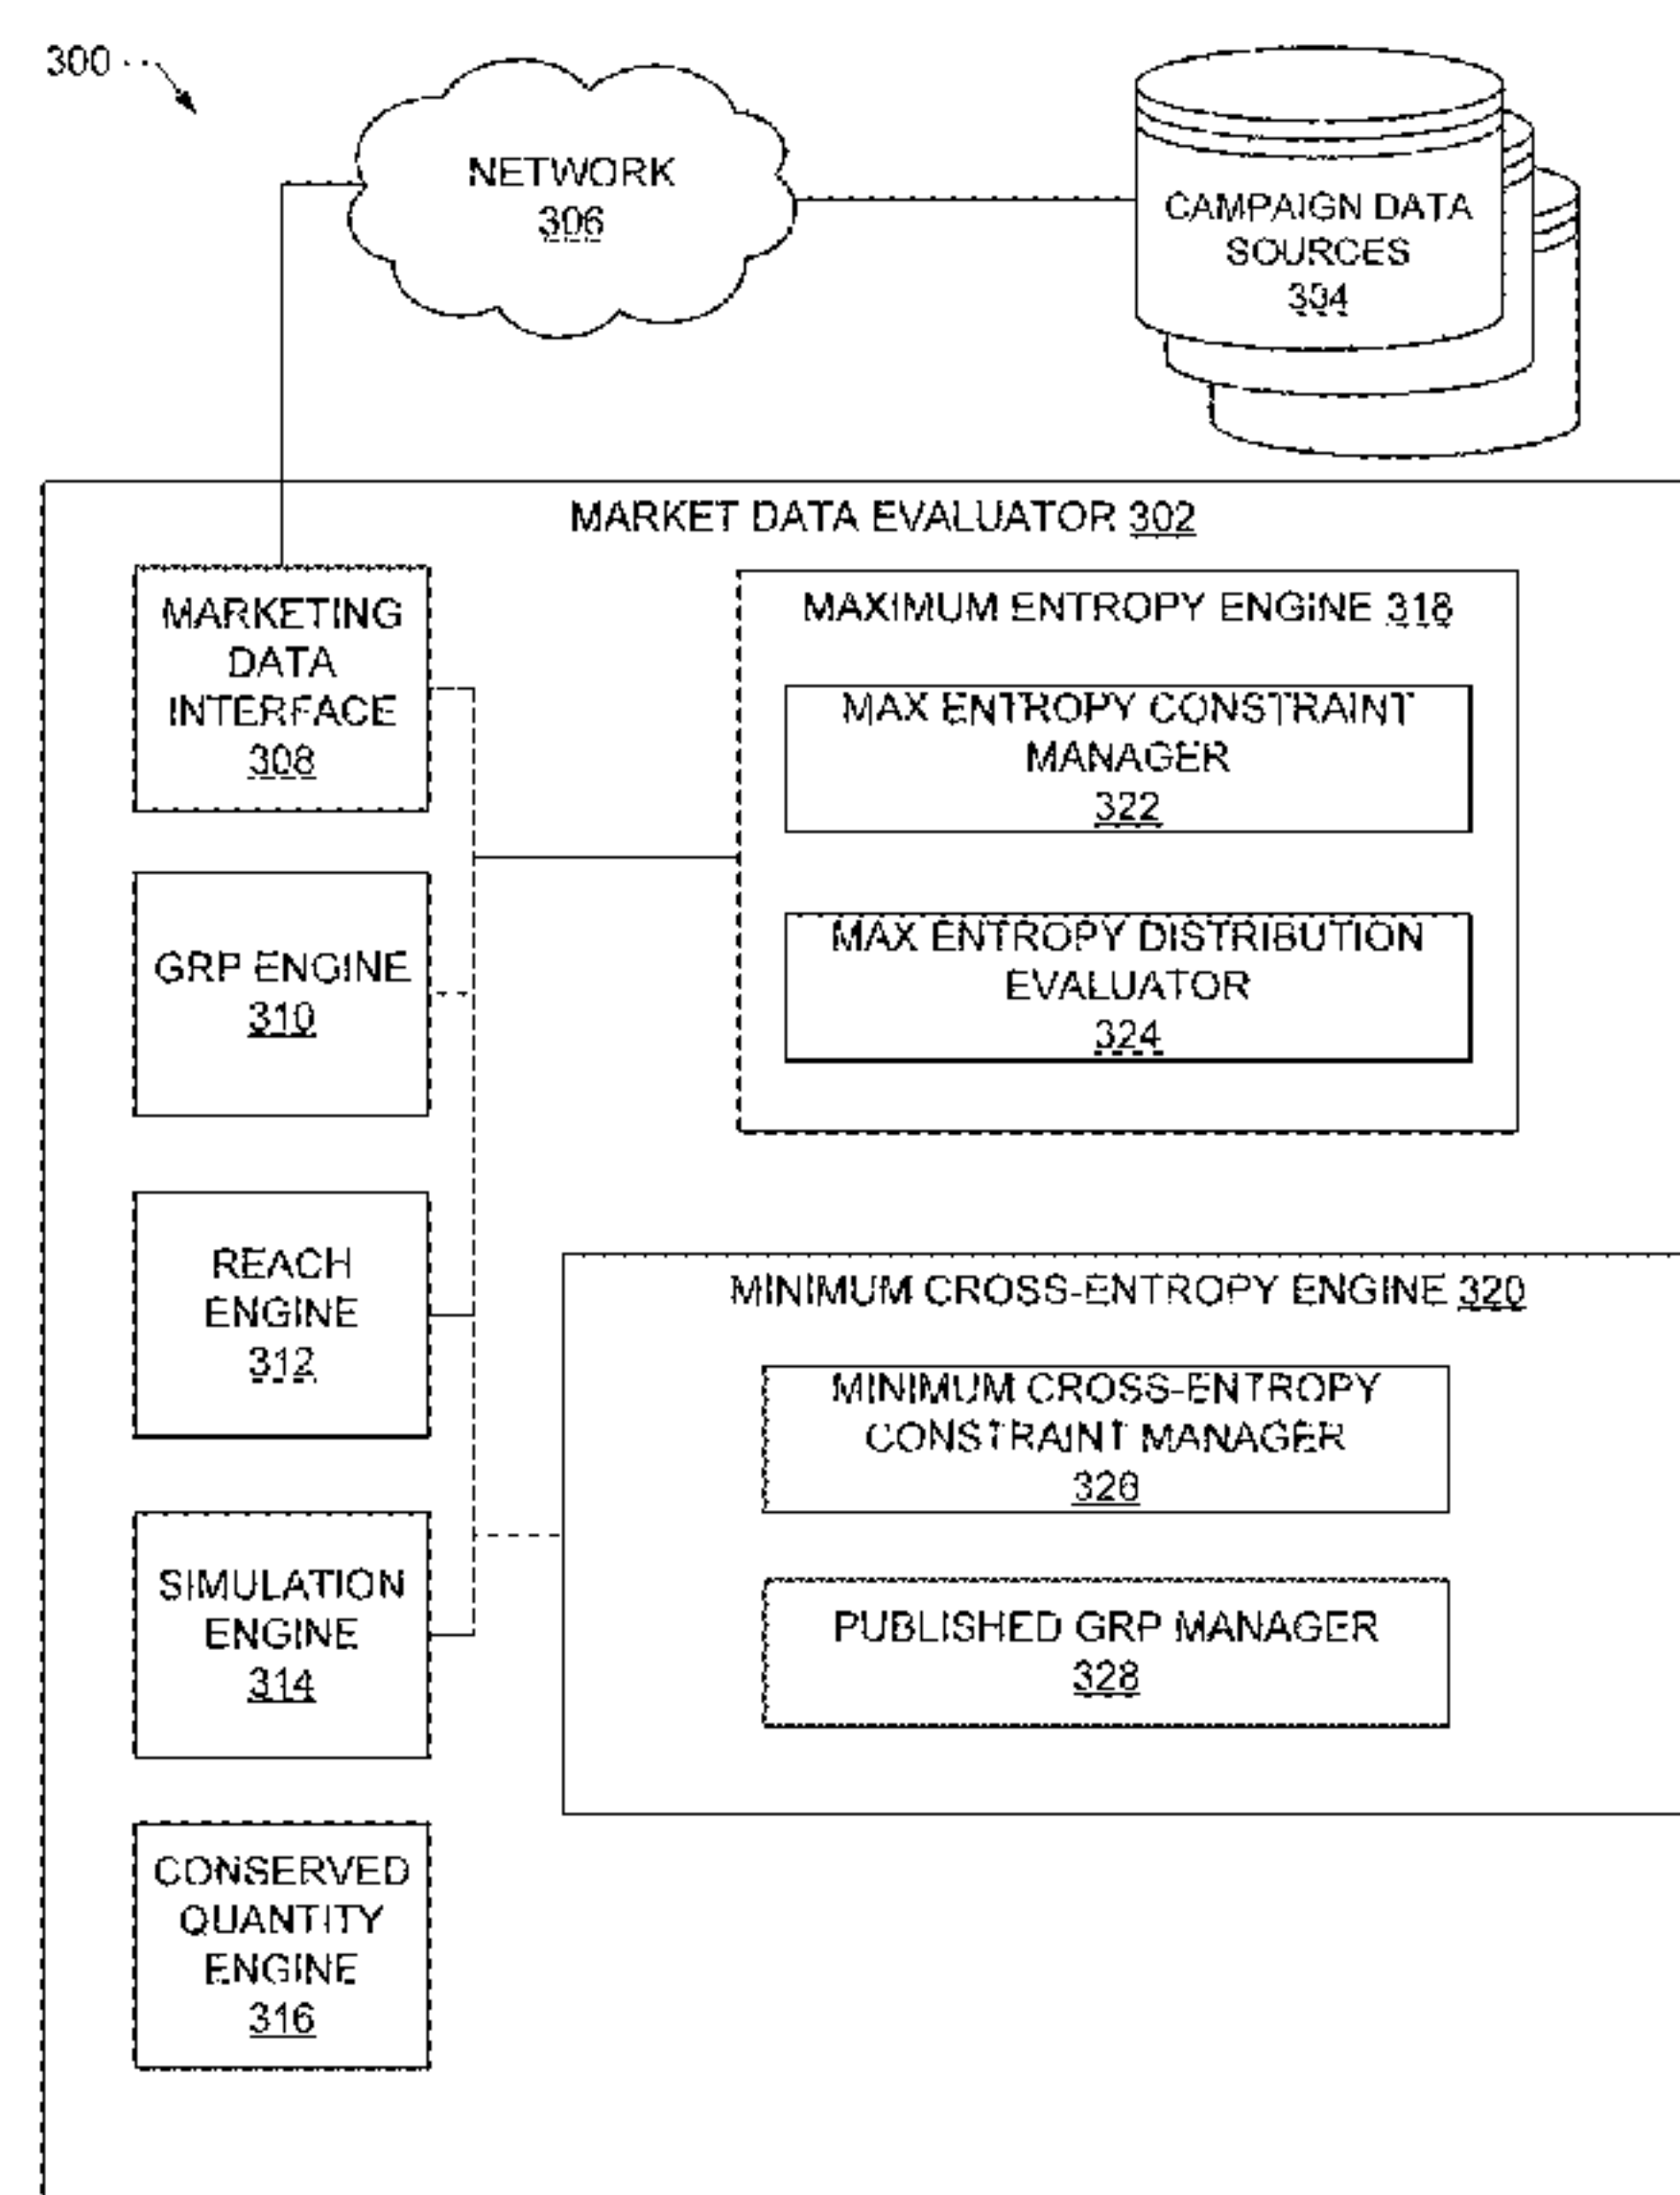 300
NETWORK
306
CAMPAIGN DATA
SOURCES
304
MARKET DATA EVALUATOR 302
MARKETING
DATA
INTERFACE
308
MAXIMUM ENTROPY ENGINE 318
MAX ENTROPY CONSTRAINT
MANAGER
322
MAX ENTROPY DISTRIBUTION
EVALUATOR
324
GRP ENGINE
310
REACH
ENGINE
312
MINIMUM CROSS-ENTROPY ENGINE 320
MINIMUM CROSS-ENTROPY
CONSTRAINT MANAGER
326
PUBLISHED GRP MANAGER
328
SIMULATION
ENGINE
314
CONSERVED
QUANTITY
ENGINE
316